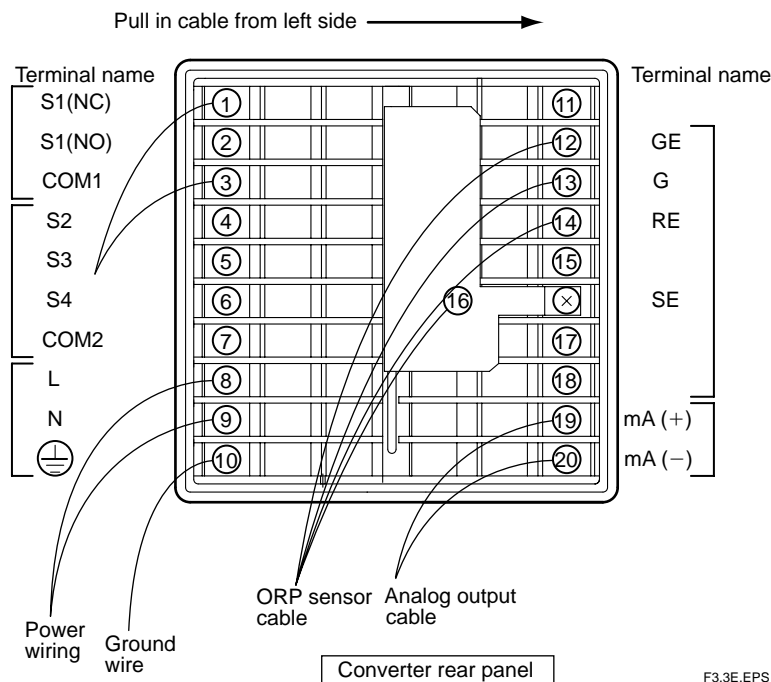 Pull in cable from left side
Terminal name
Terminal name
S1(NC)
1
11
S1(NO)
2
12
GE
COM1
3
13
G
S2
4
14
RE
S3
5
15
S4
6
16
SE
COM2
7
17
L
8
18
N
9
19
mA (+)
10
20
mA (−)
ORP sensor
cable
Analog output
cable
Power
wiring
Ground
wire
Converter rear panel
F3.3E.EPS